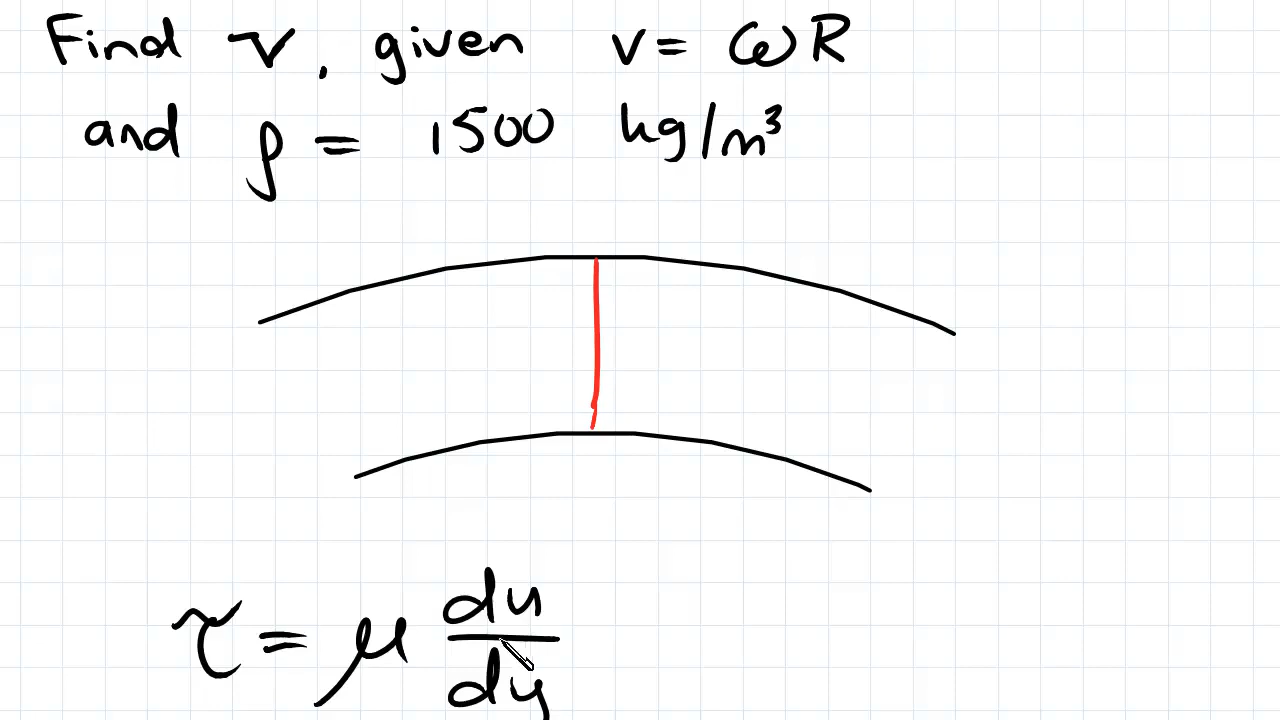 Find ν, given v = ωR
and ρ = 1500 kg/m³
τ = μ du/dy